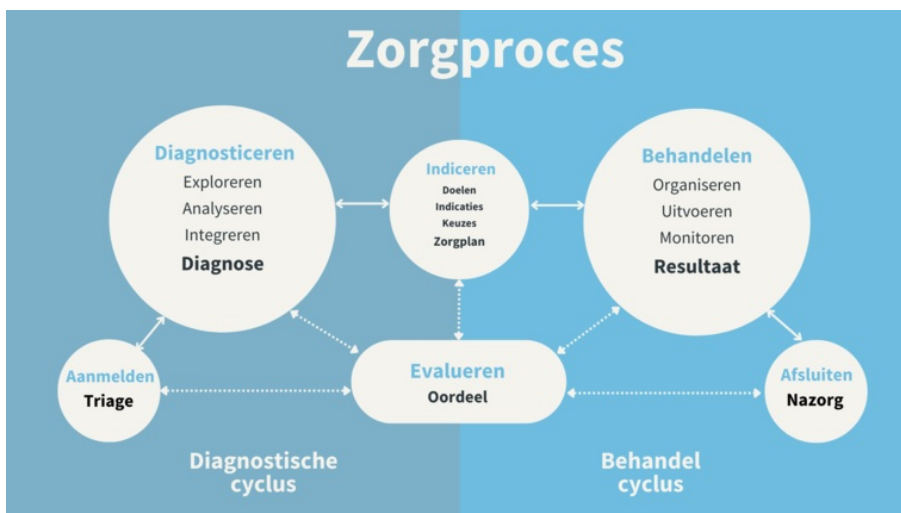 Zorgproces
Diagnosticeren
Exploreren
Analyseren
Integreren
Diagnose
Indiceren
Doelen
Indicaties
Keuzes
Zorgplan
Behandelen
Organiseren
Uitvoeren
Monitoren
Resultaat
Aanmelden
Triage
Evalueren
Oordeel
Afsluiten
Nazorg
Diagnostische
cyclus
Behandel
cyclus